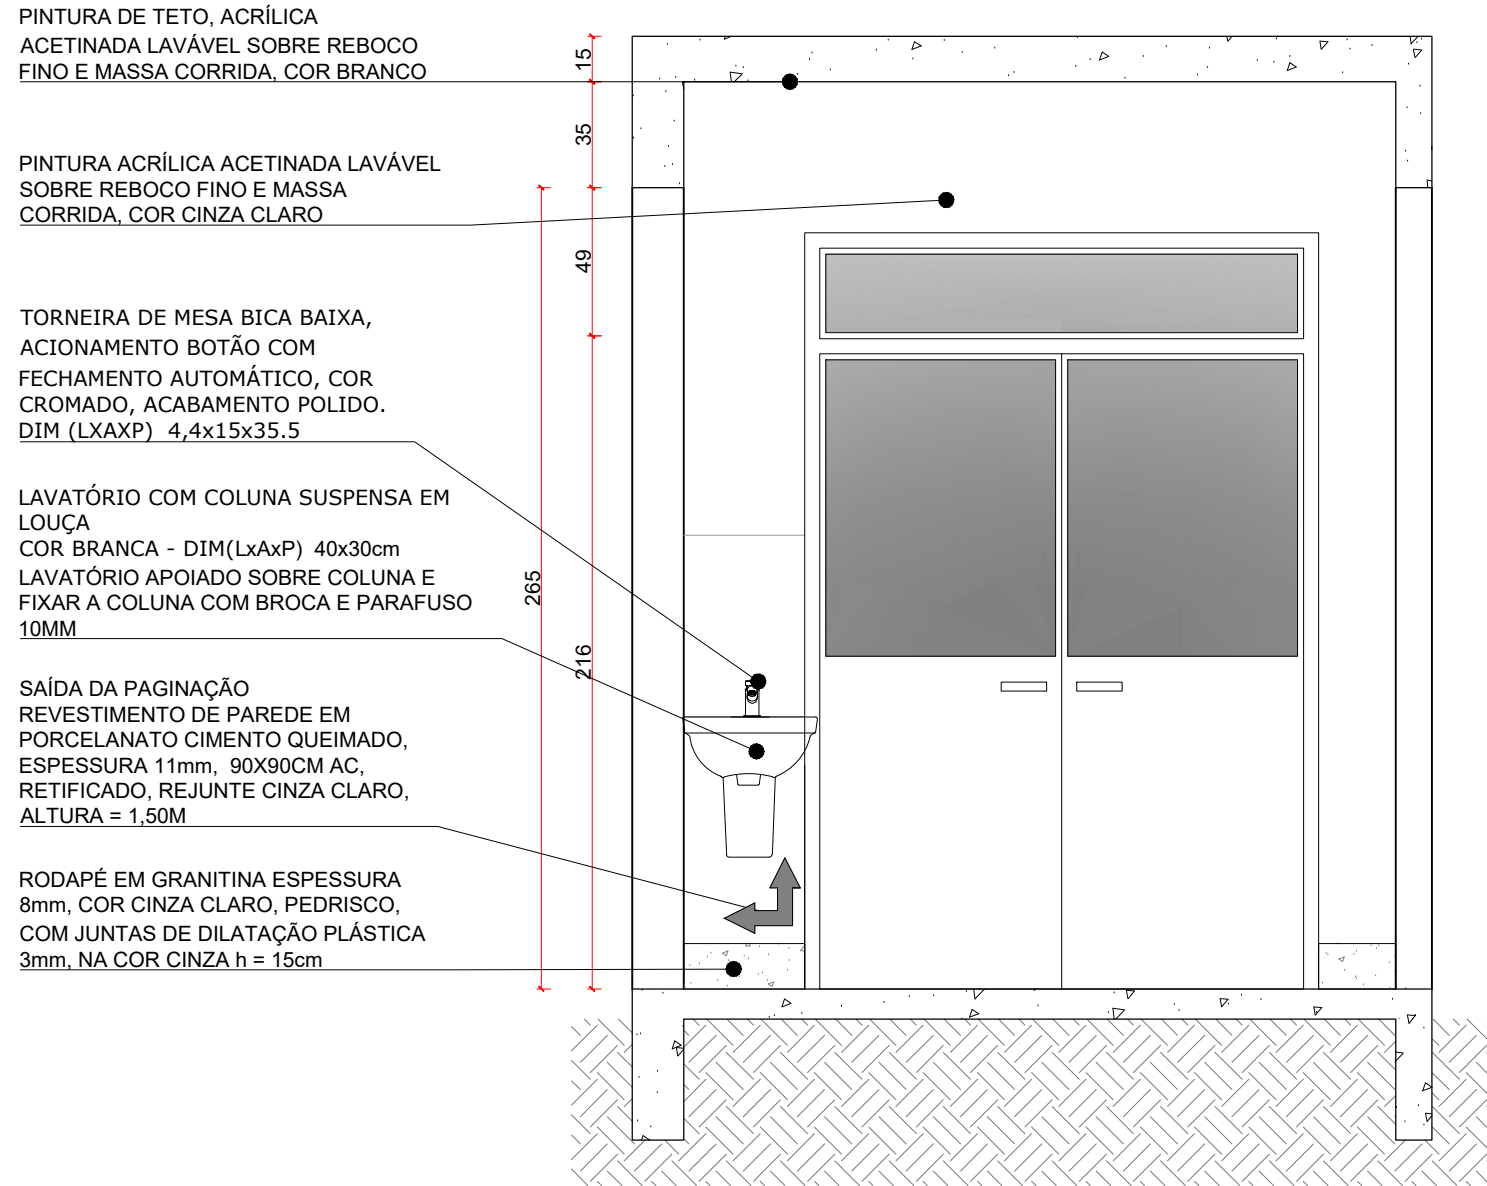 PINTURA DE TETO, ACRÍLICA
ACETINADA LAVÁVEL SOBRE REBOCO
FINO E MASSA CORRIDA, COR BRANCO
PINTURA ACRÍLICA ACETINADA LAVÁVEL
SOBRE REBOCO FINO E MASSA
CORRIDA, COR CINZA CLARO
TORNEIRA DE MESA BICA BAIXA,
ACIONAMENTO BOTÃO COM
FECHAMENTO AUTOMÁTICO, COR
CROMADO, ACABAMENTO POLIDO.
DIM (LXAXP) 4,4x15x35.5
LAVATÓRIO COM COLUNA SUSPENSA EM
LOUÇA
COR BRANCA - DIM(LxAxP) 40x30cm
LAVATÓRIO APOIADO SOBRE COLUNA E
FIXAR A COLUNA COM BROCA E PARAFUSO
10MM
SAÍDA DA PAGINAÇÃO
REVESTIMENTO DE PAREDE EM
PORCELANATO CIMENTO QUEIMADO,
ESPESSURA 11mm, 90X90CM AC,
RETIFICADO, REJUNTE CINZA CLARO,
ALTURA = 1,50M
RODAPÉ EM GRANITINA ESPESSURA
8mm, COR CINZA CLARO, PEDRISCO,
COM JUNTAS DE DILATAÇÃO PLÁSTICA
3mm, NA COR CINZA h = 15cm
15
35
49
265
216